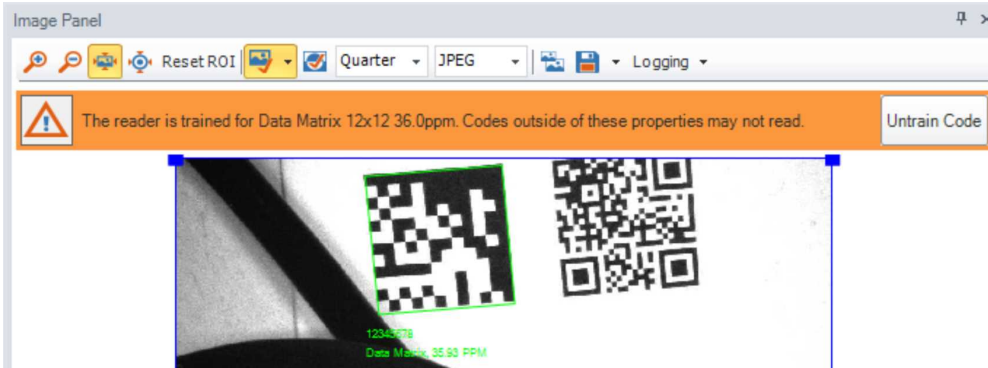 Image Panel
Reset ROI Quarter JPEG Logging
The reader is trained for Data Matrix 12x12 36.0ppm. Codes outside of these properties may not read. Untrain Code
12345678
Data Matrix, 35.93 PPM